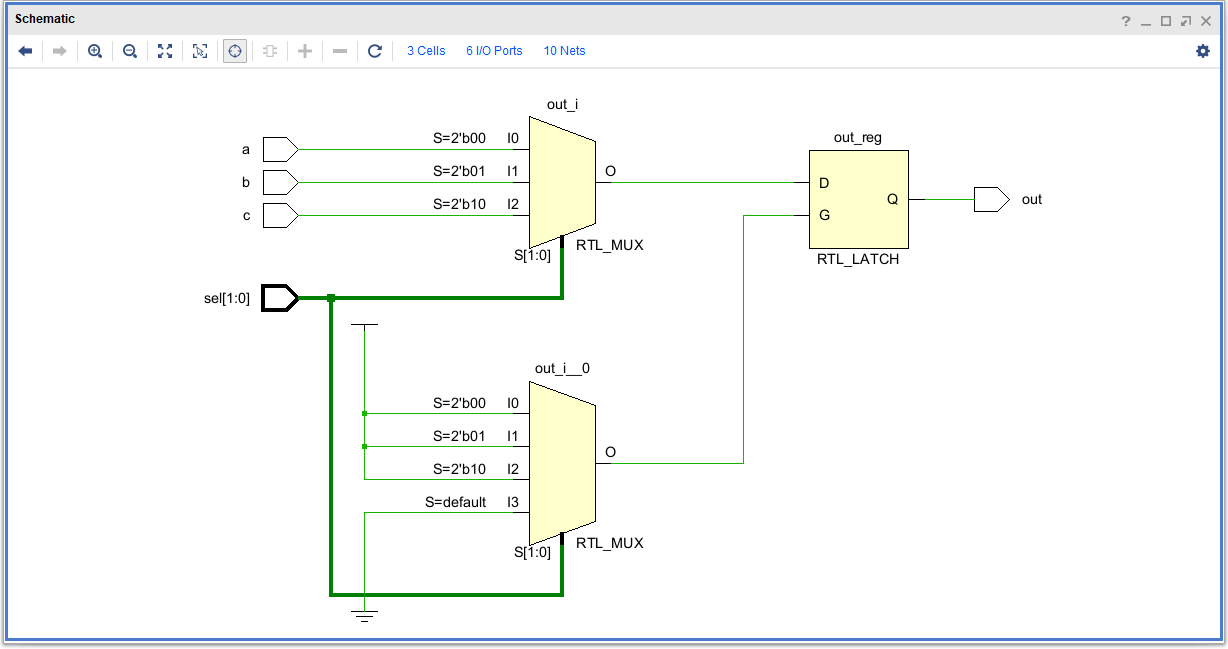 Schematic
3 Cells 6 I/O Ports 10 Nets
out_i
a S=2'b00 I0
b S=2'b01 I1
c S=2'b10 I2
O
S[1:0] RTL_MUX
out_reg
D
G
Q
RTL_LATCH
out
sel[1:0]
out_i__0
S=2'b00 I0
S=2'b01 I1
S=2'b10 I2
S=default I3
O
S[1:0] RTL_MUX